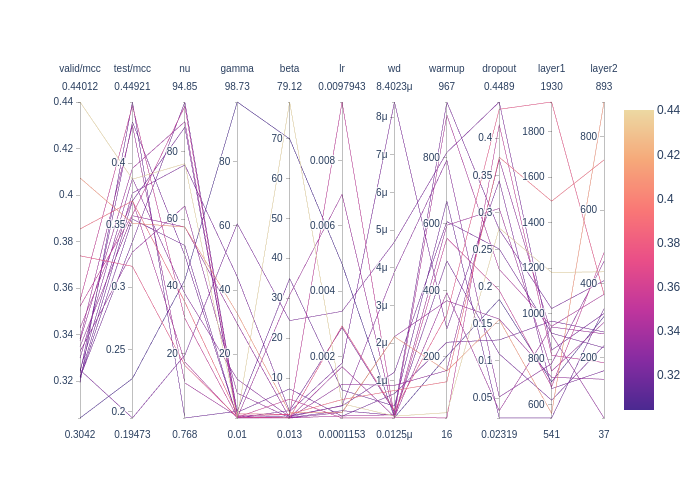 valid/mcc test/mcc nu gamma beta lr wd warmup dropout layer1 layer2
0.44012 0.44921 94.85 98.73 79.12 0.0097943 8.4023μ 967 0.4489 1930 893
0.44 0.44
8μ
70 0.4 1800 800
80 0.42
0.42 7μ
0.4 80 0.008 800 1600
60 0.35 6μ
0.4 0.4
0.35 60 60 50 0.006 5μ 0.3 1400 600
0.38 600 0.25 0.38
40 4μ 1200
0.3 40 40 0.004 400 0.2 400
0.36 30 3μ 1000 0.36
0.34 0.25 20 20 20 0.002 2μ 200 0.15 800 200 0.34
0.1
0.32 10 1μ 0.05 600 0.32
0.2
0.3042 0.19473 0.768 0.01 0.013 0.0001153 0.0125μ 16 0.02319 541 37